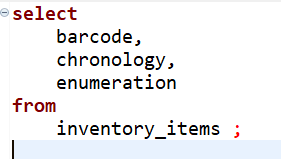 select
barcode,
chronology,
enumeration
from
inventory_items ;